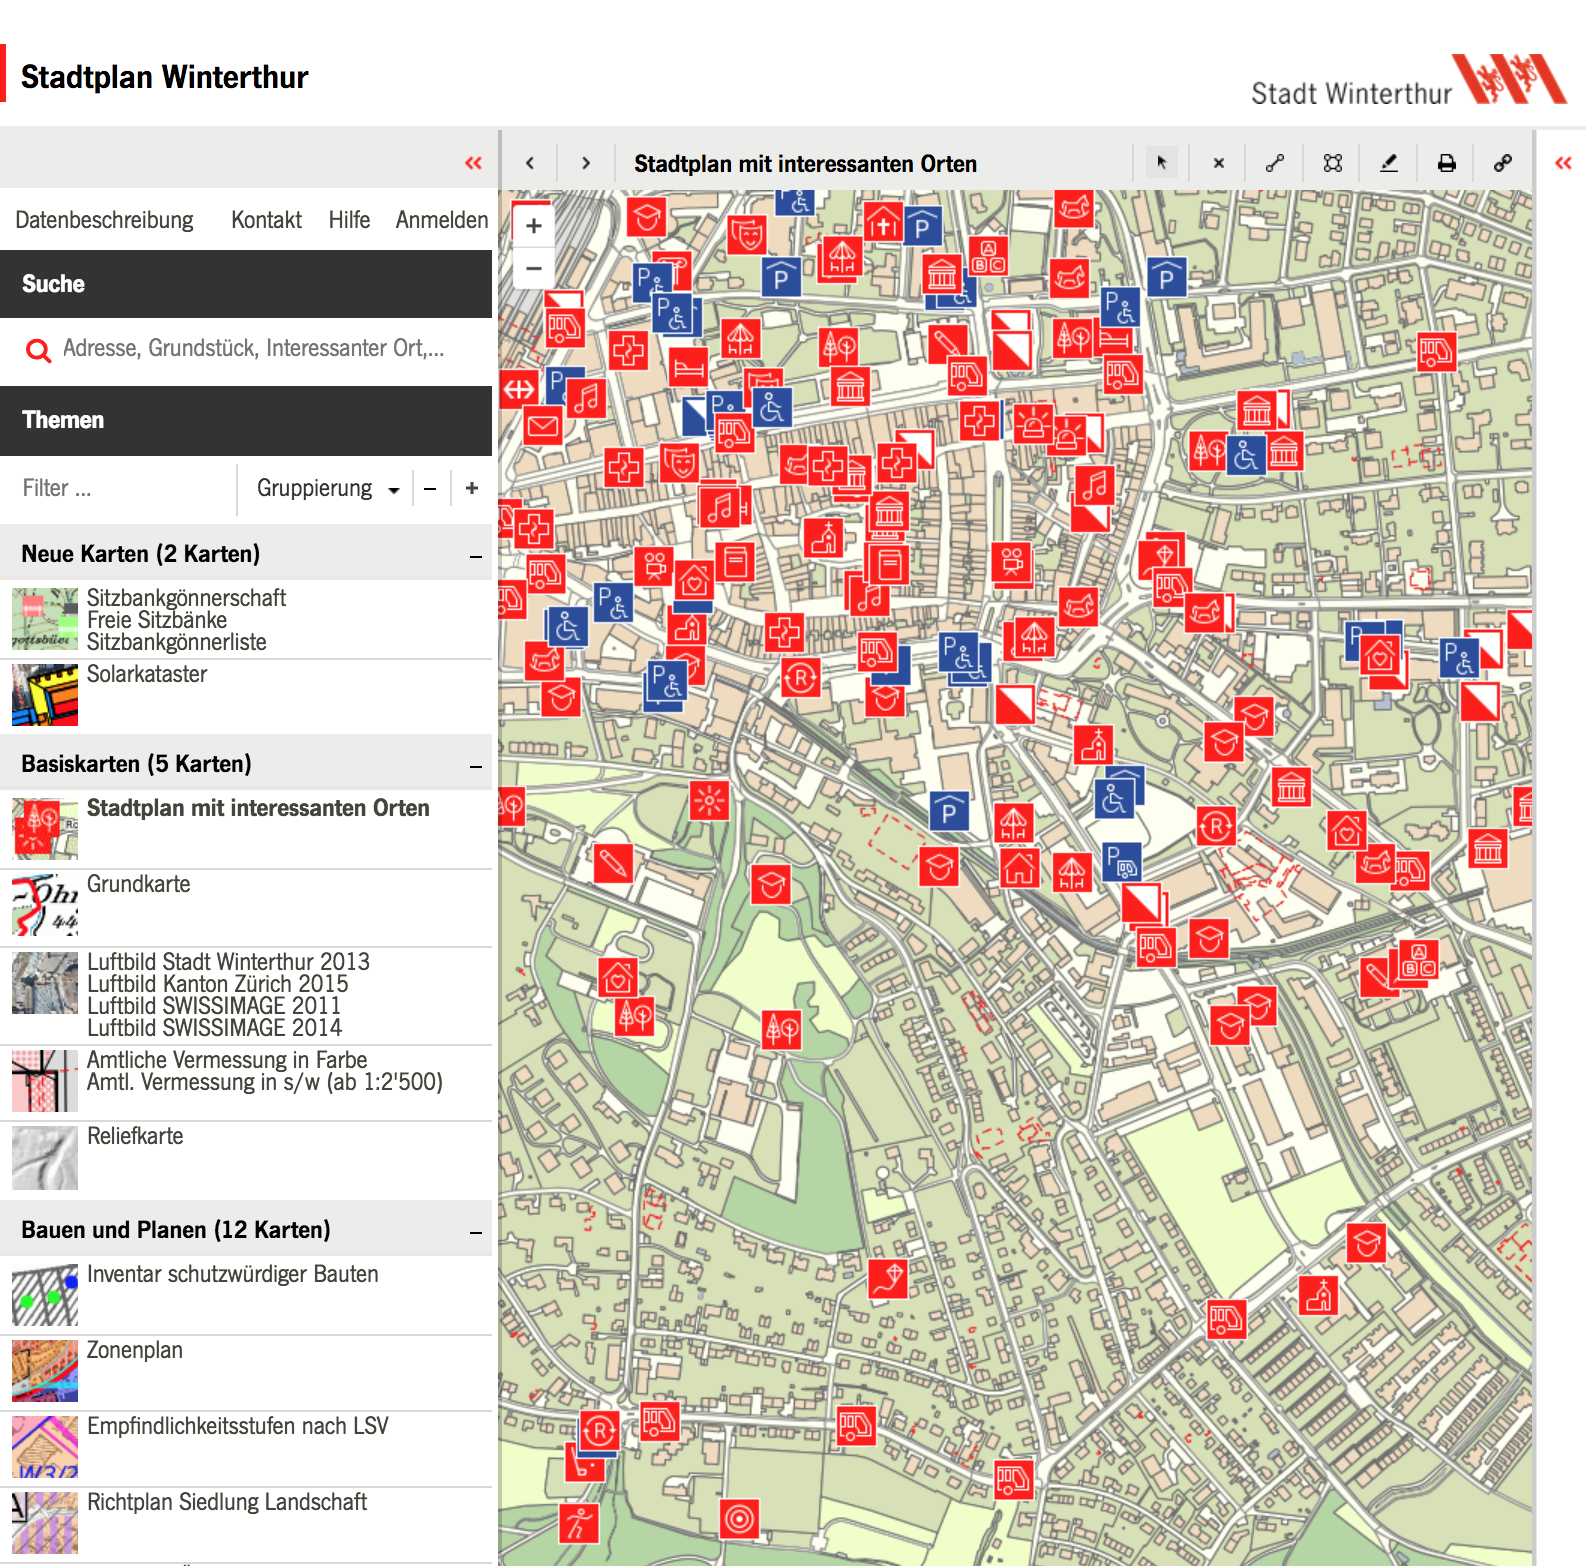 Stadtplan Winterthur
Stadt Winterthur
Stadtplan mit interessanten Orten
Datenbeschreibung Kontakt Hilfe Anmelden
Suche
Adresse, Grundstück, Interessanter Ort,...
Themen
Filter ... Gruppierung
Neue Karten (2 Karten)
Sitzbankgönnerschaft
Freie Sitzbänke
Sitzbankgönnerliste
Solarkataster
Basiskarten (5 Karten)
Stadtplan mit interessanten Orten
Grundkarte
Luftbild Stadt Winterthur 2013
Luftbild Kanton Zürich 2015
Luftbild SWISSIMAGE 2011
Luftbild SWISSIMAGE 2014
Amtliche Vermessung in Farbe
Amtl. Vermessung in s/w (ab 1:2'500)
Reliefkarte
Bauen und Planen (12 Karten)
Inventar schutzwürdiger Bauten
Zonenplan
Empfindlichkeitsstufen nach LSV
Richtplan Siedlung Landschaft